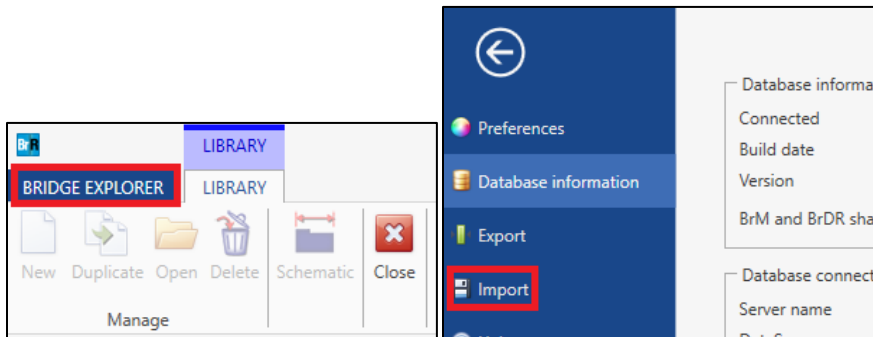 BrR
LIBRARY
BRIDGE EXPLORER LIBRARY
New Duplicate Open Delete Schematic Close
Manage
Preferences
Database information
Export
Import
Database informa
Connected
Build date
Version
BrM and BrDR sha
Database connect
Server name